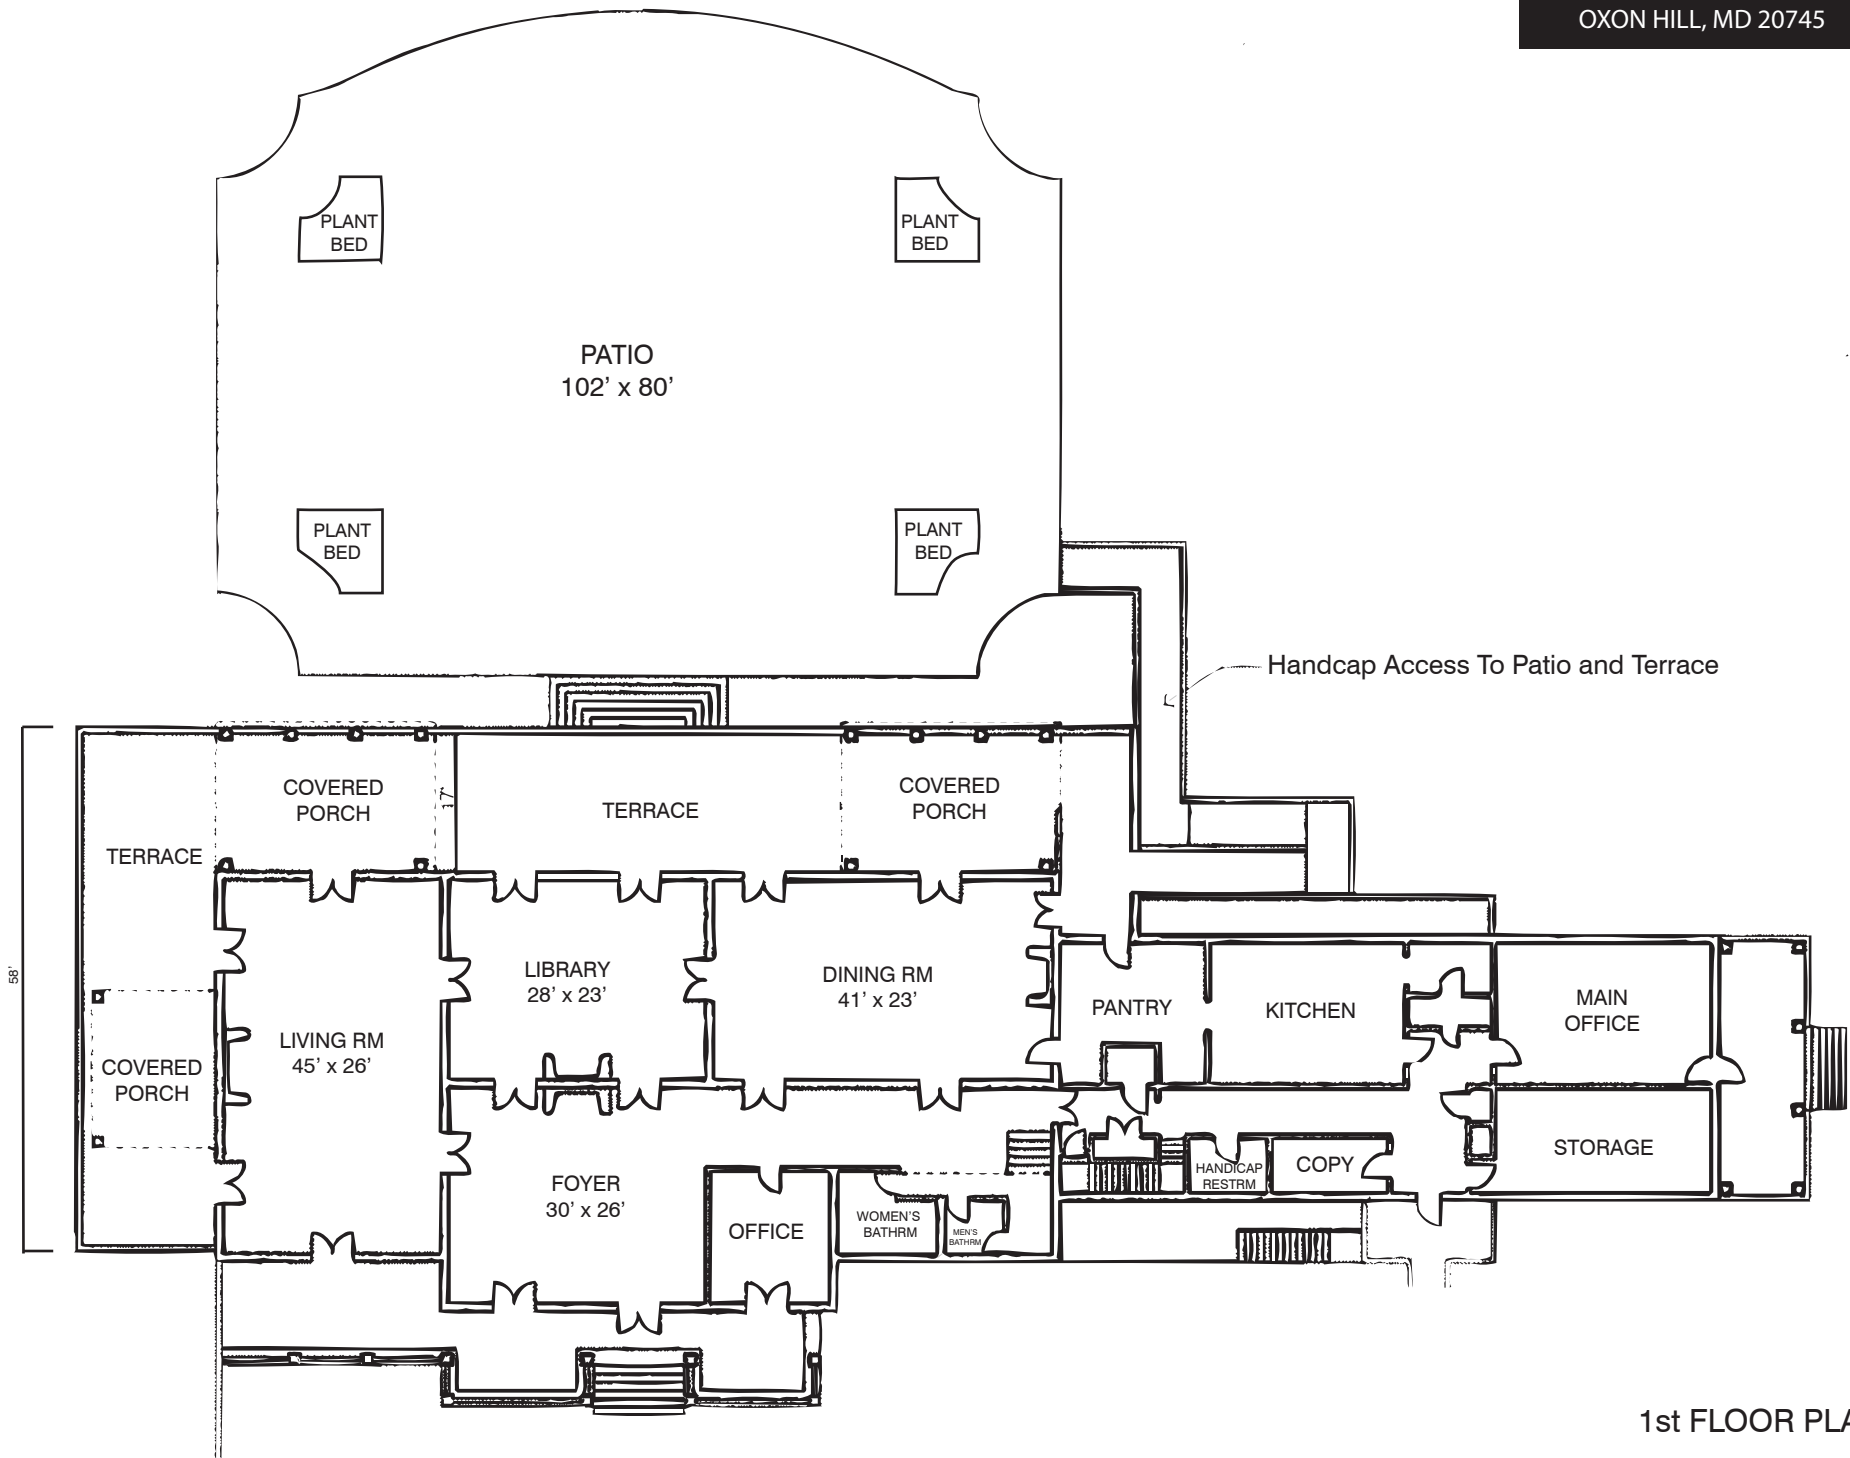 OXON HILL, MD 20745
PLANT
BED
PLANT
BED
PATIO
102’ x 80’
PLANT
BED
PLANT
BED
Handcap Access To Patio and Terrace
COVERED
PORCH
17'
TERRACE
COVERED
PORCH
TERRACE
58’
LIBRARY
28’ x 23’
DINING RM
41’ x 23’
PANTRY
KITCHEN
MAIN
OFFICE
LIVING RM
45’ x 26’
COVERED
PORCH
FOYER
30’ x 26’
OFFICE
WOMEN’S
BATHRM
MEN’S
BATHRM
HANDICAP
RESTRM
COPY
STORAGE
1st FLOOR PLA